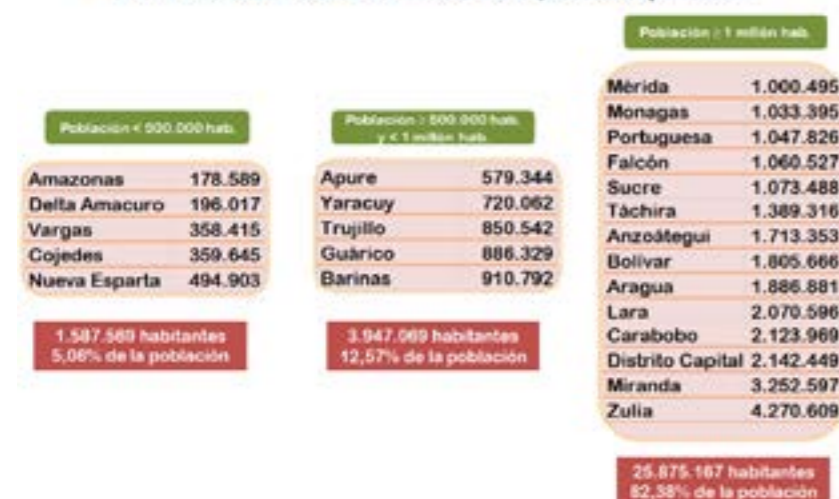 Población ≥ 1 millón hab.
Población < 500.000 hab.
Población ≥ 500.000 hab.
y < 1 millón hab.
Amazonas 178.589
Delta Amacuro 196.017
Vargas 358.415
Cojedes 359.645
Nueva Esparta 494.903
1.587.569 habitantes
5,06% de la población
Apure 579.344
Yaracuy 720.062
Trujillo 850.542
Guárico 886.329
Barinas 910.792
3.947.069 habitantes
12,57% de la población
Mérida 1.000.495
Monagas 1.033.395
Portuguesa 1.047.826
Falcón 1.060.527
Sucre 1.073.488
Táchira 1.389.316
Anzoátegui 1.713.353
Bolívar 1.805.666
Aragua 1.886.881
Lara 2.070.596
Carabobo 2.123.969
Distrito Capital 2.142.449
Miranda 3.252.597
Zulia 4.270.609
25.875.167 habitantes
82,38% de la población